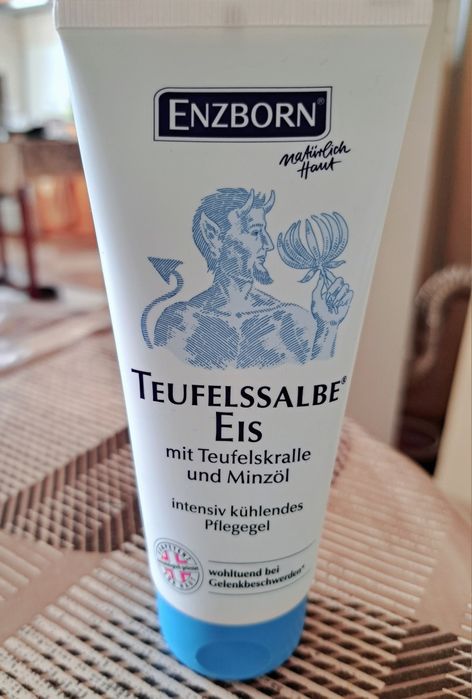 ENZBORN®
natürlich
Haut
TEUFELSSALBE®
EIS
mit Teufelskralle
und Minzöl
intensiv kühlendes
Pflegegel
wohltuend bei
Gelenkbeschwerden*